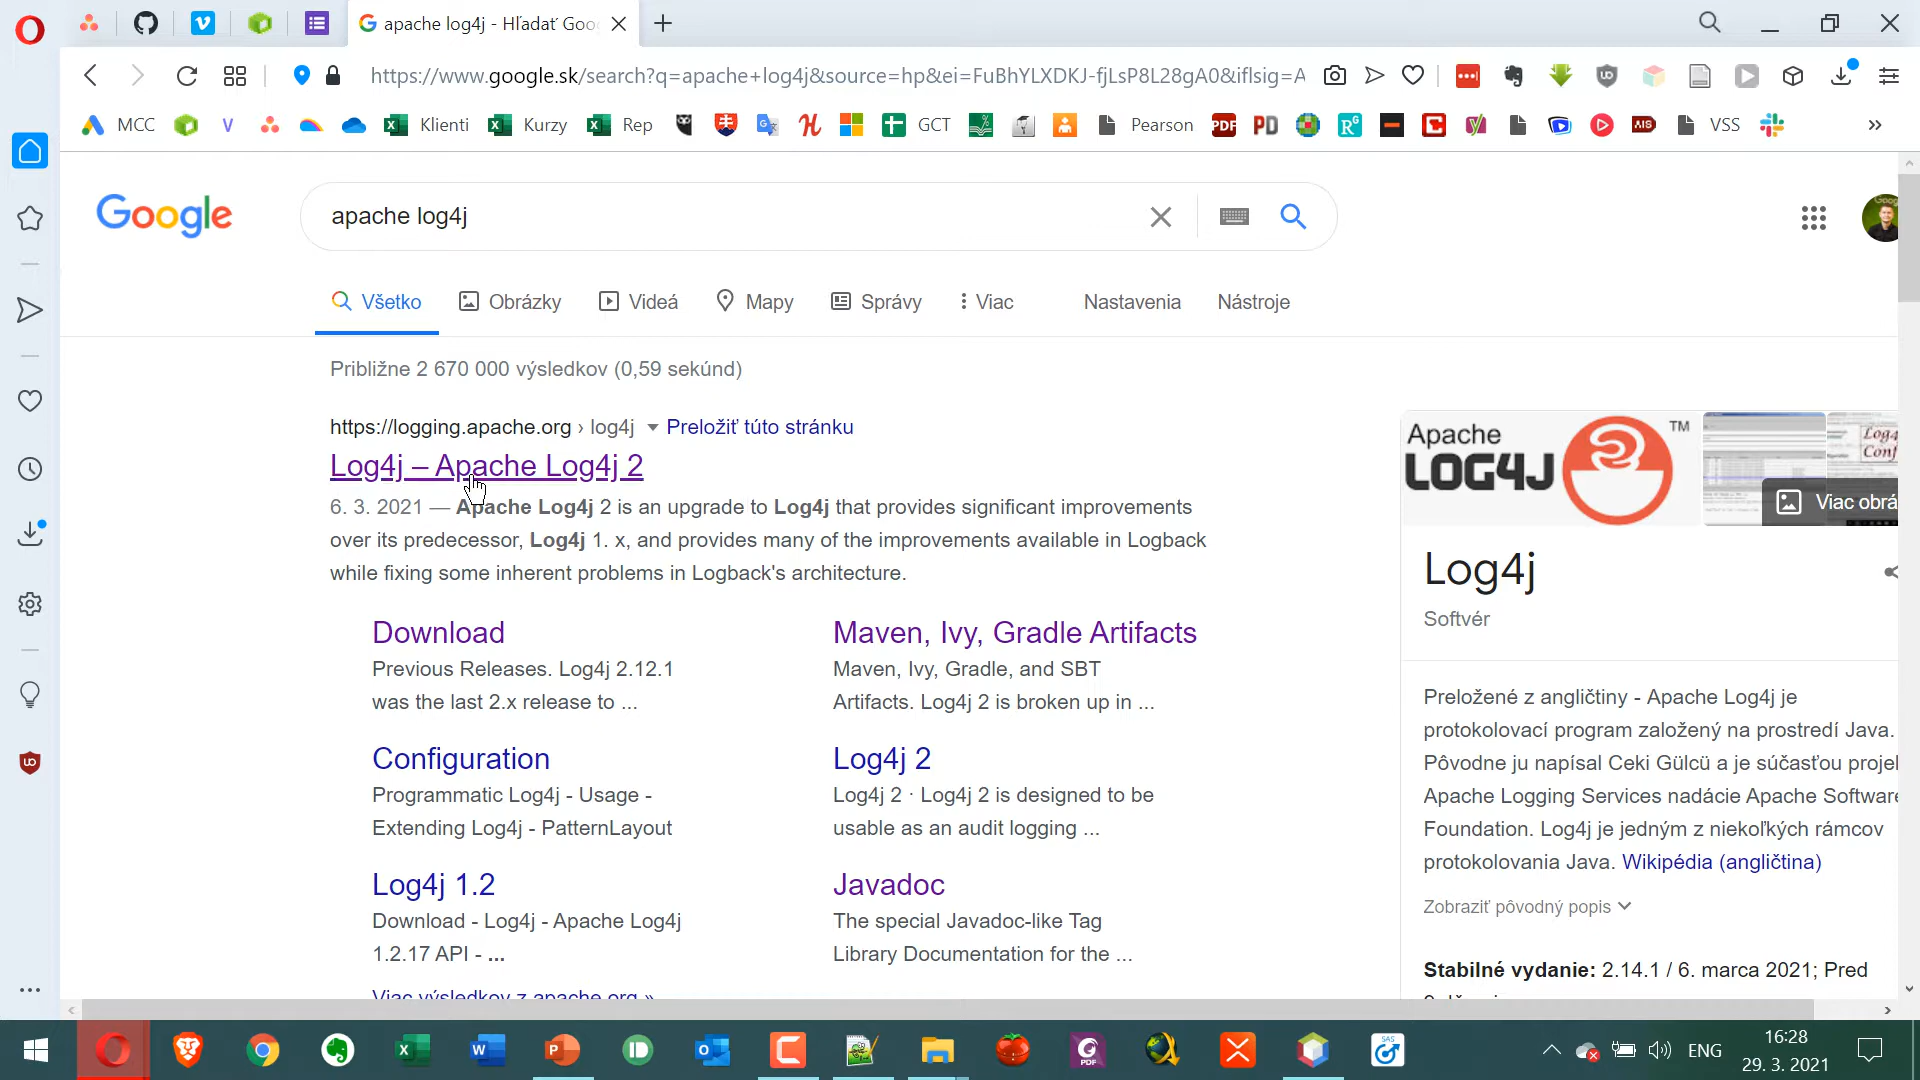 apache log4j - Hľadať Goo
https://www.google.sk/search?q=apache+log4j&source=hp&ei=FuBhYLXDKJ-fjLsP8L28gA0&iflsig=A
MCC
Klienti
Kurzy
Rep
GCT
Pearson
VSS
»
Google
apache log4j
Všetko
Obrázky
Videá
Mapy
Správy
Viac
Nastavenia
Nástroje
Približne 2 670 000 výsledkov (0,59 sekúnd)
https://logging.apache.org › log4j
Preložiť túto stránku
Log4j – Apache Log4j 2
6. 3. 2021 — Apache Log4j 2 is an upgrade to Log4j that provides significant improvements
over its predecessor, Log4j 1. x, and provides many of the improvements available in Logback
while fixing some inherent problems in Logback's architecture.
Download
Previous Releases. Log4j 2.12.1
was the last 2.x release to ...
Maven, Ivy, Gradle Artifacts
Maven, Ivy, Gradle, and SBT
Artifacts. Log4j 2 is broken up in ...
Configuration
Programmatic Log4j - Usage -
Extending Log4j - PatternLayout
Log4j 2
Log4j 2 · Log4j 2 is designed to be
usable as an audit logging ...
Log4j 1.2
Download - Log4j - Apache Log4j
1.2.17 API - ...
Javadoc
The special Javadoc-like Tag
Library Documentation for the ...
Viac výsledkov z apache.org »
Apache
LOG4J
TM
Viac obrá
Log4j
Softvér
Preložené z angličtiny - Apache Log4j je
protokolovací program založený na prostredí Java.
Pôvodne ju napísal Ceki Gülcü a je súčasťou projek
Apache Logging Services nadácie Apache Software
Foundation. Log4j je jedným z niekoľkých rámcov
protokolovania Java. Wikipédia (angličtina)
Zobraziť pôvodný popis
Stabilné vydanie: 2.14.1 / 6. marca 2021; Pred
ENG
16:28
29. 3. 2021